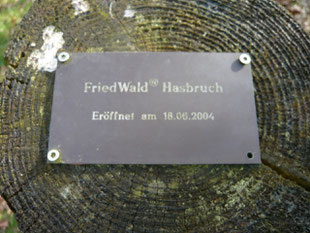 FriedWald® Hasbruch
Eröffnet am 18.06.2004